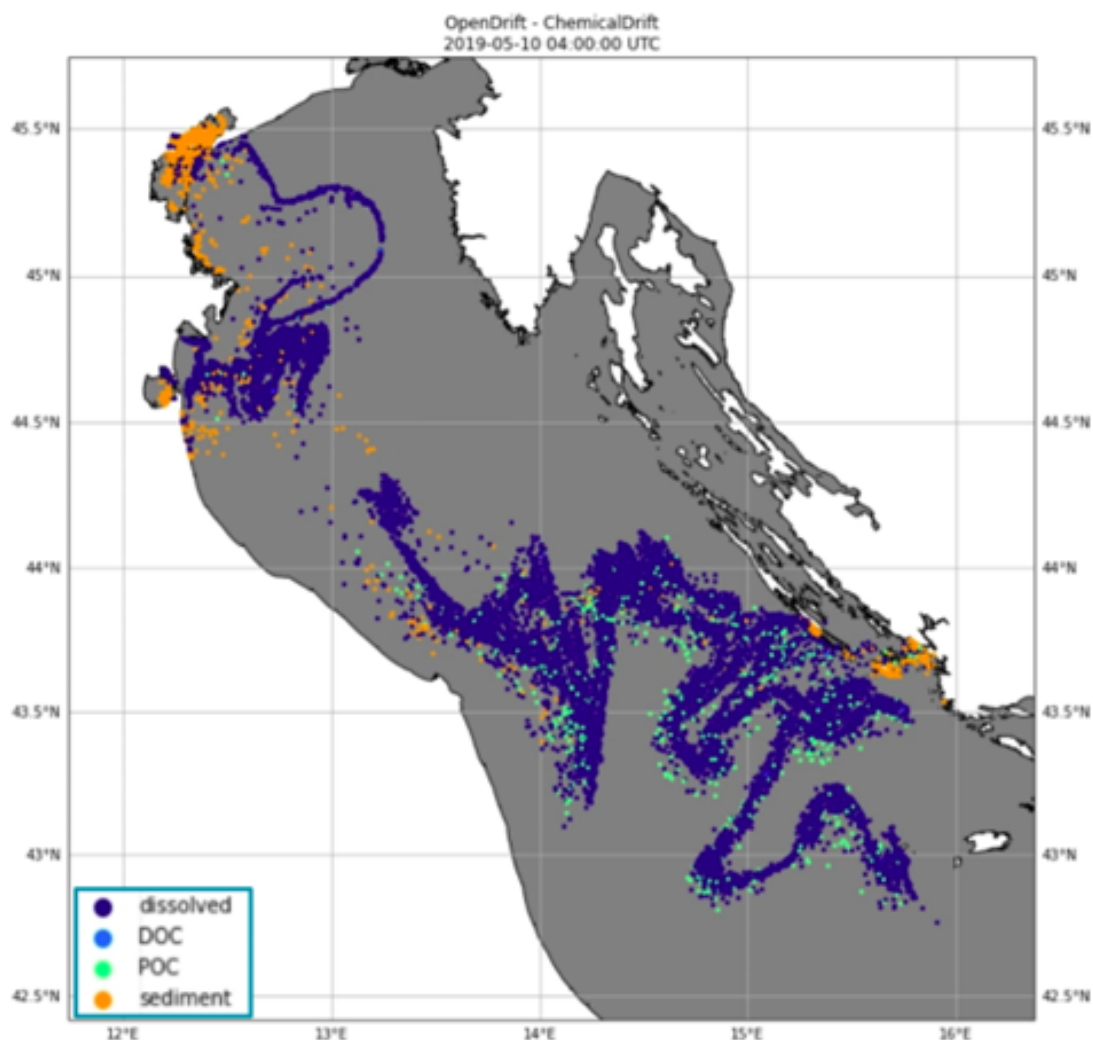 OpenDrift - ChemicalDrift
2019-05-10 04:00:00 UTC
45.5°N 45.5°N
45°N 45°N
44.5°N 44.5°N
44°N 44°N
43.5°N 43.5°N
43°N 43°N
dissolved
DOC
POC
sediment
42.5°N 42.5°N
12°E 13°E 14°E 15°E 16°E